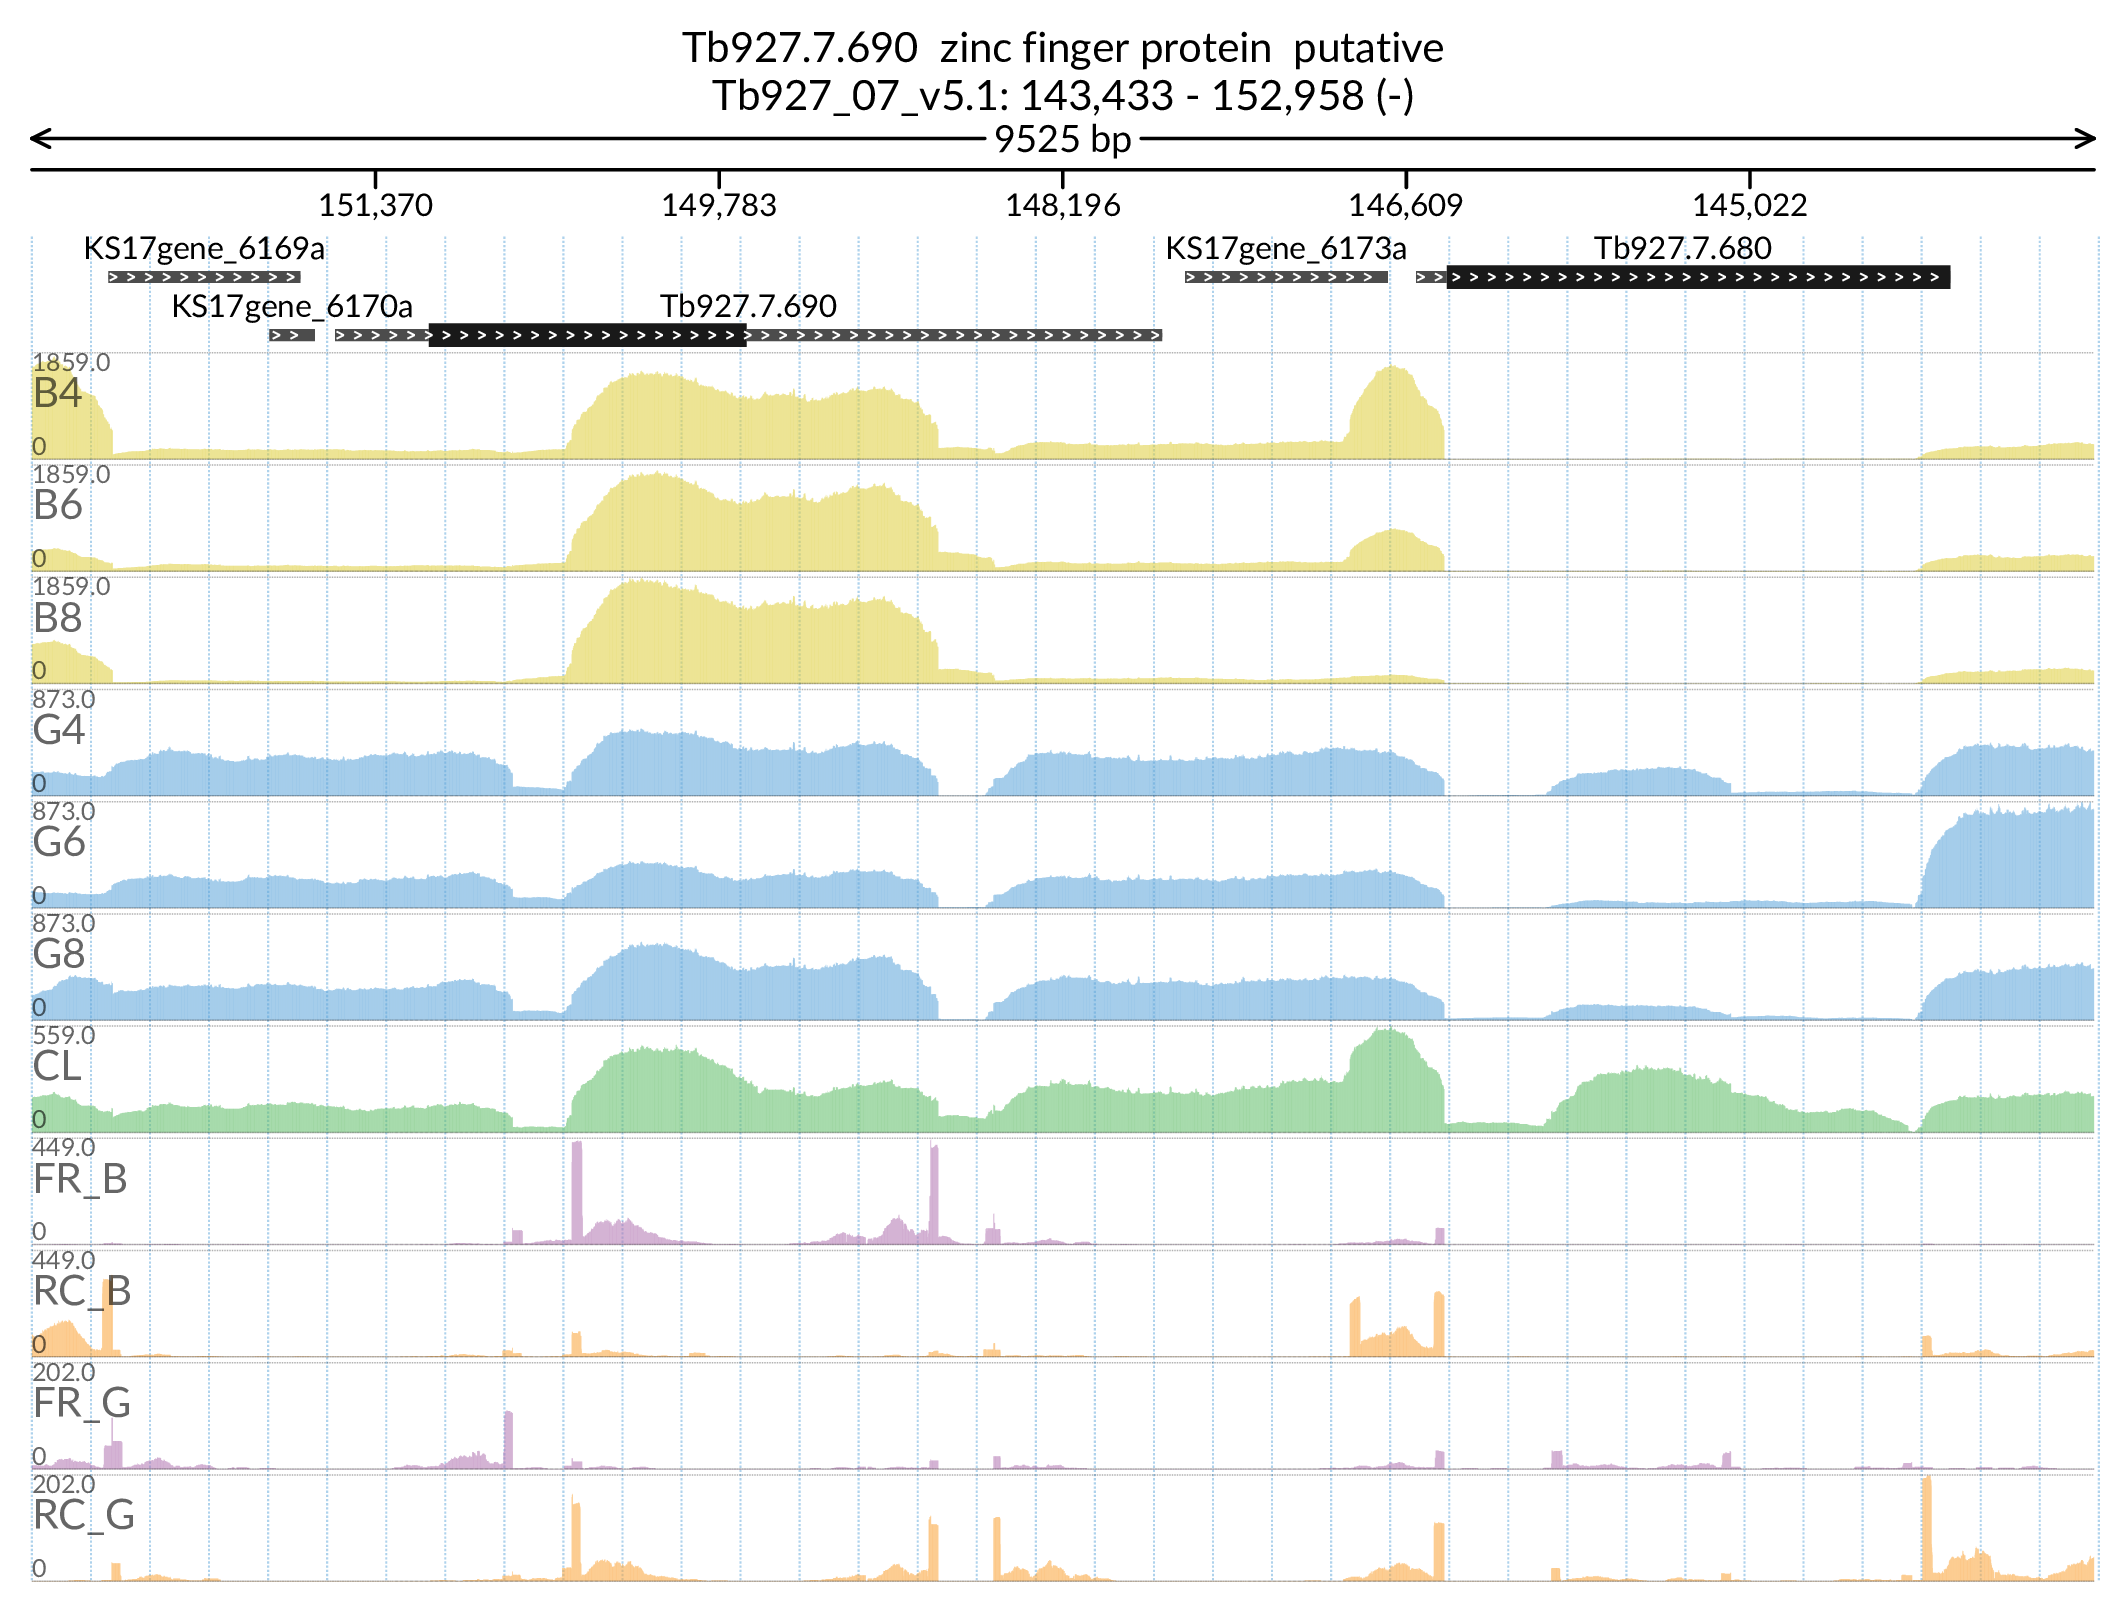 Tb927.7.690  zinc finger protein  putative
Tb927_07_v5.1: 143,433 - 152,958 (-)
9525 bp
151,370 149,783 148,196 146,609 145,022
KS17gene_6169a KS17gene_6173a Tb927.7.680
KS17gene_6170a Tb927.7.690
1859.0
B4
0
1859.0
B6
0
1859.0
B8
0
873.0
G4
0
873.0
G6
0
873.0
G8
0
559.0
CL
0
449.0
FR_B
0
449.0
RC_B
0
202.0
FR_G
0
202.0
RC_G
0